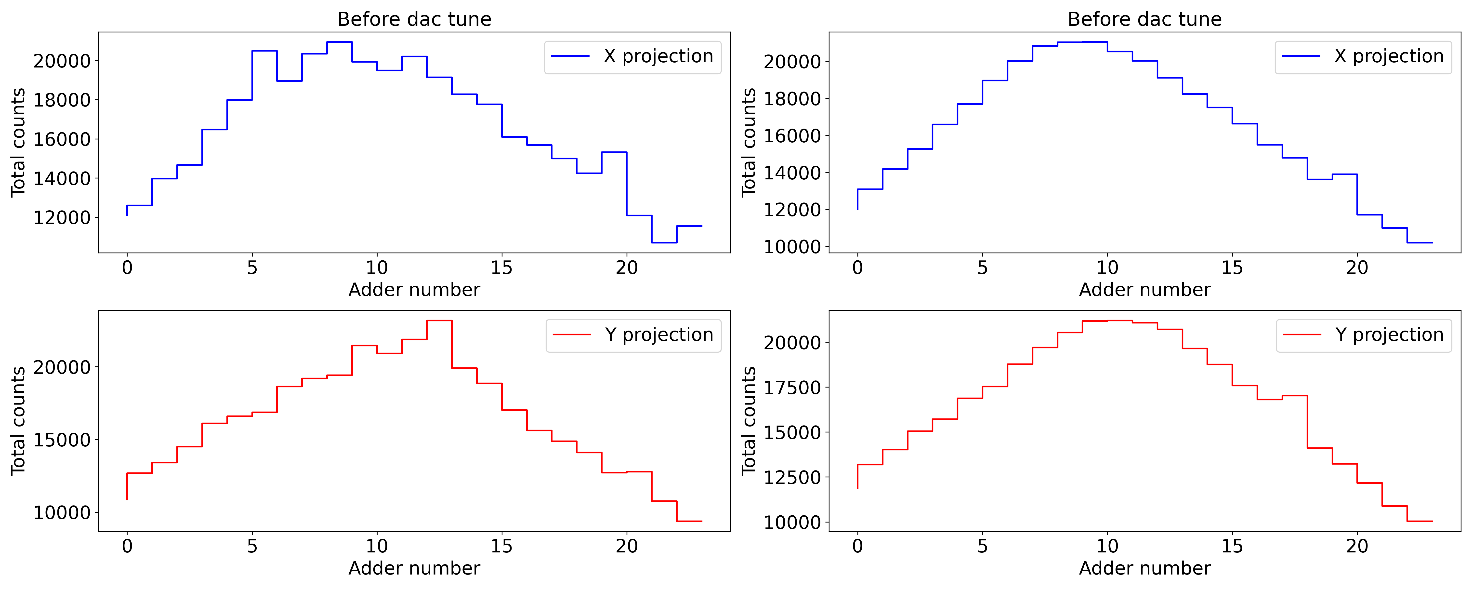 Before dac tune
X projection
Total counts
20000
18000
16000
14000
12000
0 5 10 15 20
Adder number
Before dac tune
X projection
Total counts
20000
18000
16000
14000
12000
10000
0 5 10 15 20
Adder number
Y projection
Total counts
20000
15000
10000
0 5 10 15 20
Adder number
Y projection
Total counts
20000
17500
15000
12500
10000
0 5 10 15 20
Adder number